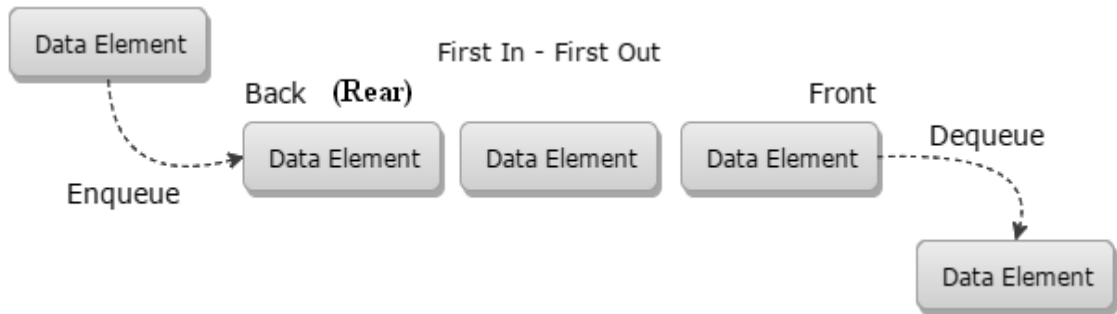 Data Element
First In - First Out
Back (Rear)
Front
Data Element
Data Element
Data Element
Dequeue
Enqueue
Data Element